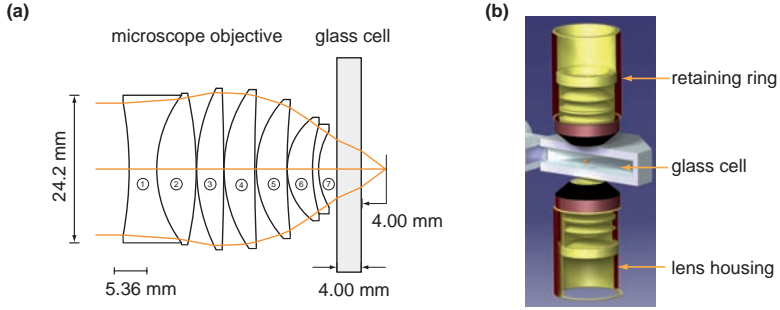 (a)
microscope objective
glass cell
24.2 mm
① ② ③ ④ ⑤ ⑥ ⑦
4.00 mm
5.36 mm
4.00 mm
(b)
retaining ring
glass cell
lens housing